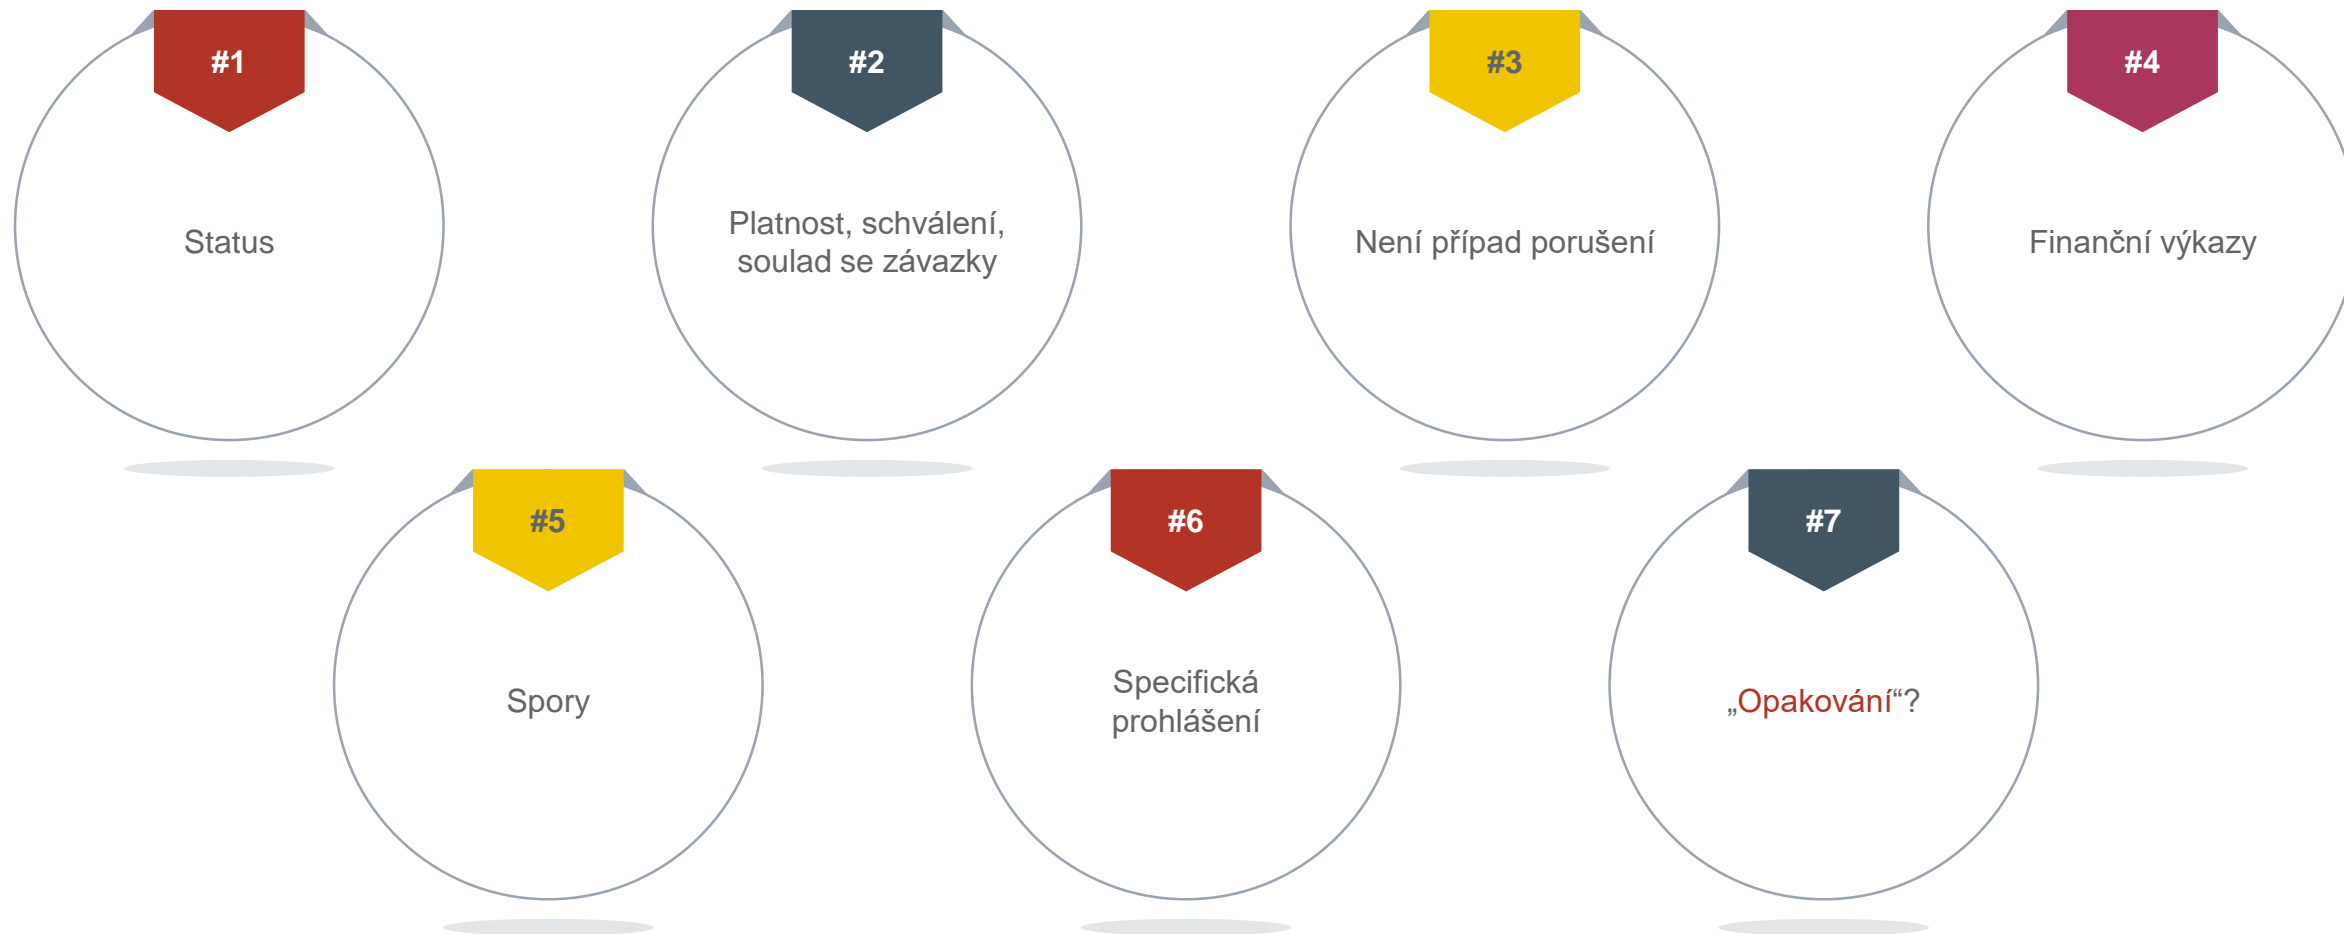 #1
Status
#2
Platnost, schválení,
soulad se závazky
#3
Není případ porušení
#4
Finanční výkazy
#5
Spory
#6
Specifická
prohlášení
#7
„Opakování“?